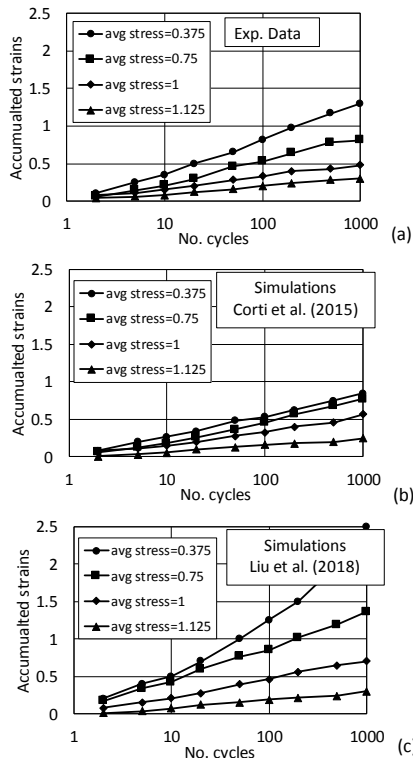 2.5
2
1.5
1
0.5
0
Accumualted strains
avg stress=0.375
avg stress=0.75
avg stress=1
avg stress=1.125
Exp. Data
1 10 100 1000
No. cycles
(a)
2.5
2
1.5
1
0.5
0
Accumualted strains
avg stress=0.375
avg stress=0.75
avg stress=1
avg stress=1.125
Simulations
Corti et al. (2015)
1 10 100 1000
No. cycles
(b)
2.5
2
1.5
1
0.5
0
Accumualted strains
avg stress=0.375
avg stress=0.75
avg stress=1
avg stress=1.125
Simulations
Liu et al. (2018)
1 10 100 1000
No. cycles
(c)